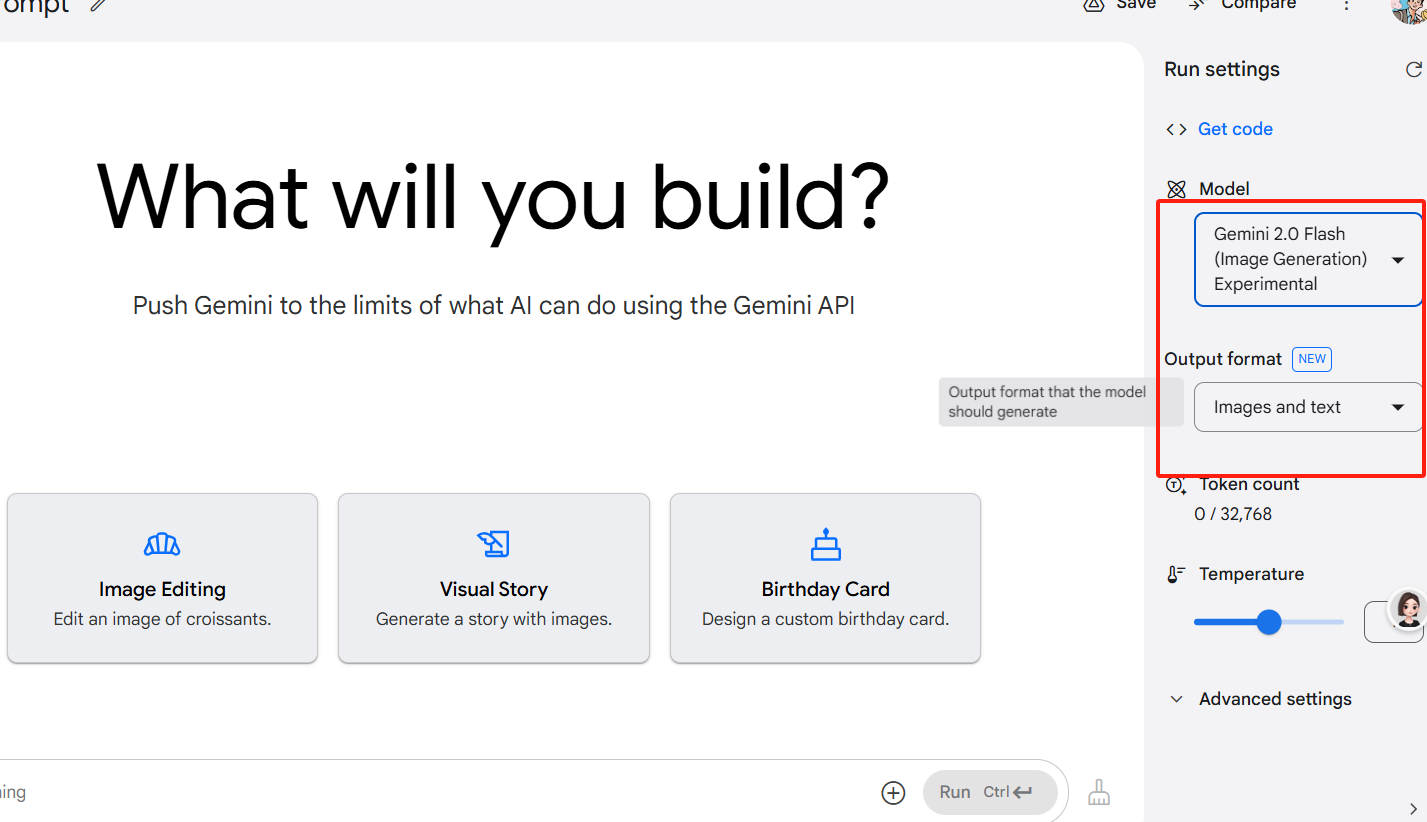 Save
Compare
Run settings
Get code
What will you build?
Push Gemini to the limits of what AI can do using the Gemini API
Model
Gemini 2.0 Flash
(Image Generation)
Experimental
Output format NEW
Output format that the model
should generate
Images and text
Token count
0 / 32,768
Image Editing
Edit an image of croissants.
Visual Story
Generate a story with images.
Birthday Card
Design a custom birthday card.
Temperature
Advanced settings
Run Ctrl